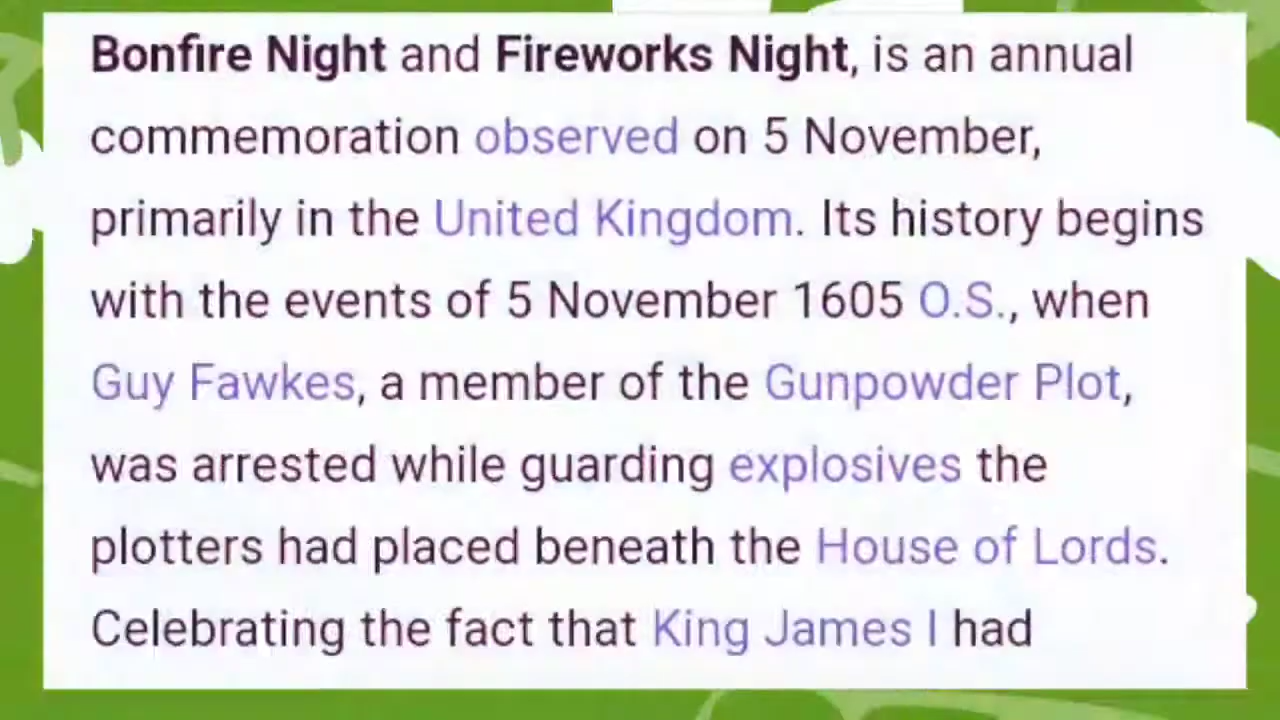 Bonfire Night and Fireworks Night, is an annual
commemoration observed on 5 November,
primarily in the United Kingdom. Its history begins
with the events of 5 November 1605 O.S., when
Guy Fawkes, a member of the Gunpowder Plot,
was arrested while guarding explosives the
plotters had placed beneath the House of Lords.
Celebrating the fact that King James I had